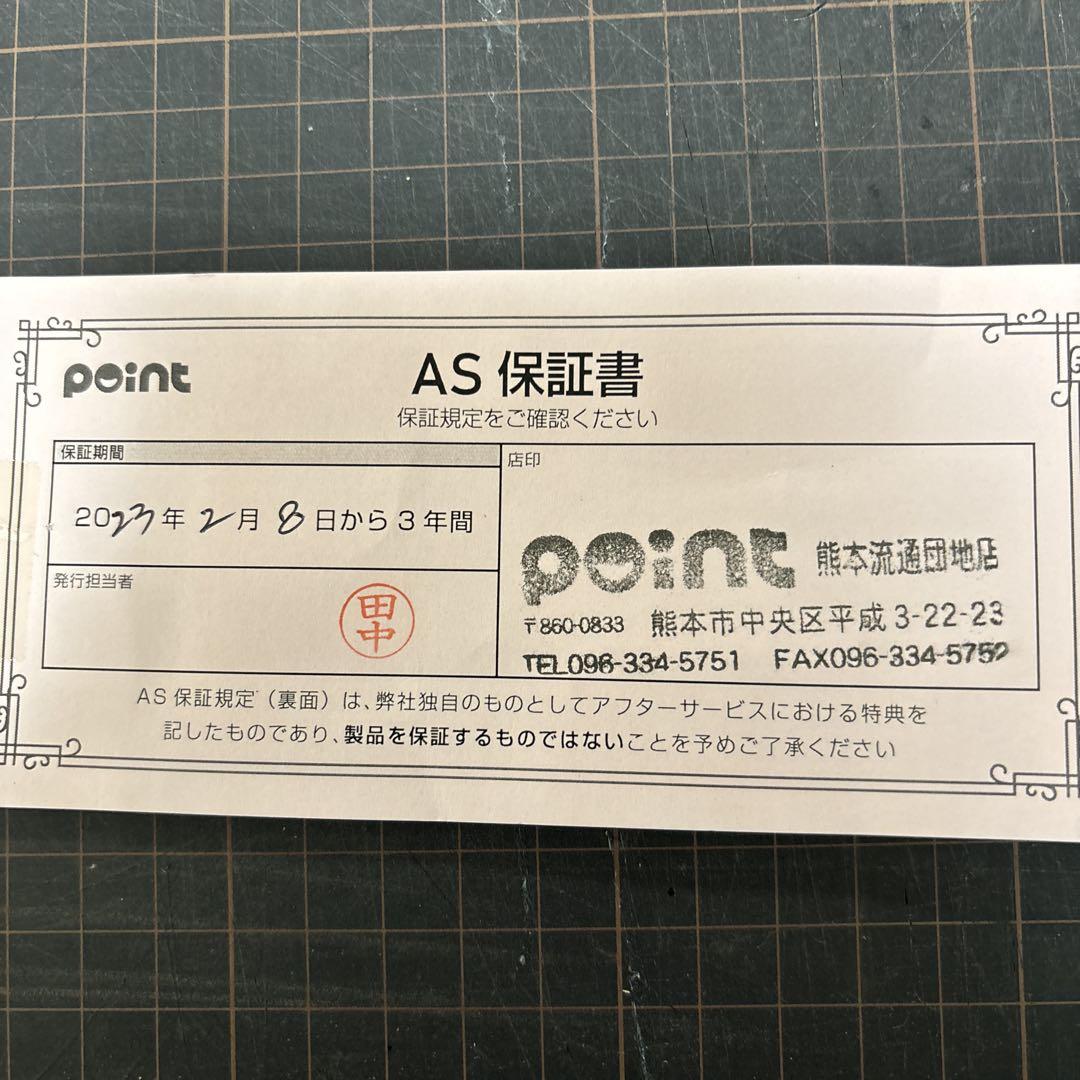 point
AS 保証書
保証規定をご確認ください
保証期間
2023年 2月 8日から3年間
発行担当者
田中
店印
point 熊本流通団地店
〒860-0833 熊本市中央区平成3-22-23
TEL096-334-5751 FAX096-334-5752
AS 保証規定（裏面）は、弊社独自のものとしてアフターサービスにおける特典を
記したものであり、製品を保証するものではないことを予めご了承ください